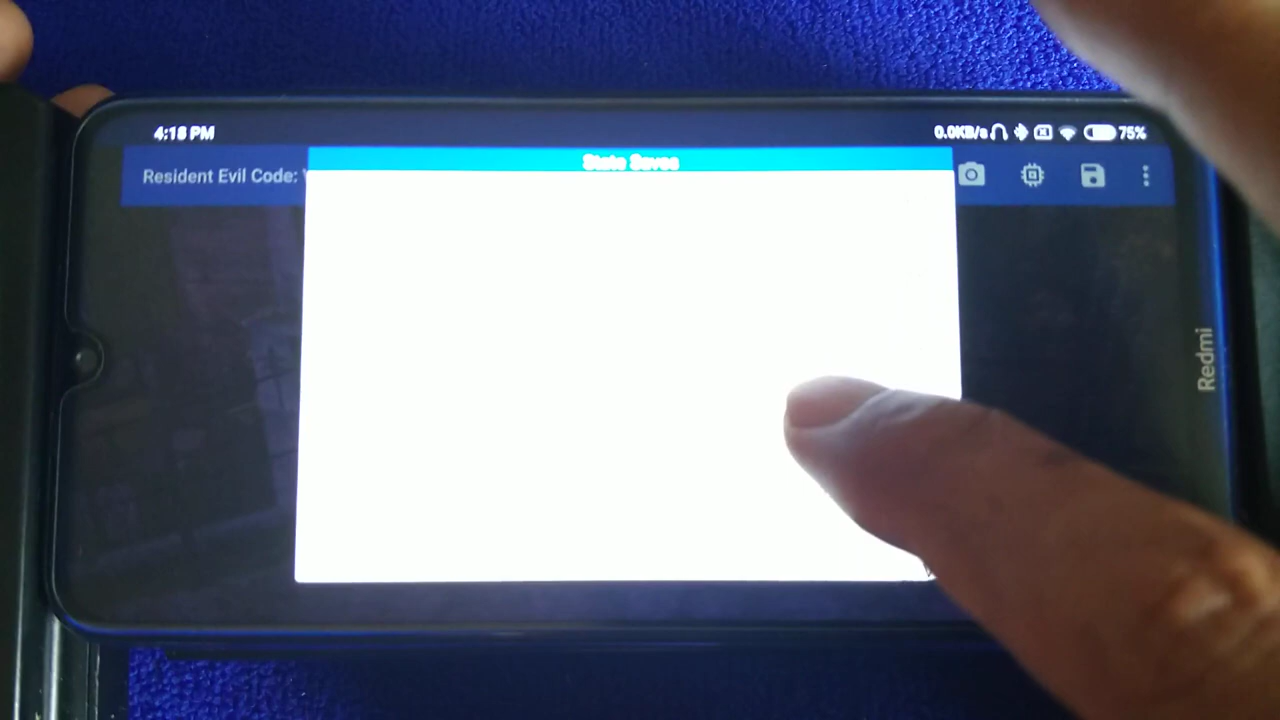 4:18 PM
0.0KB/s 75%
Resident Evil Code:
State Saves
Redmi